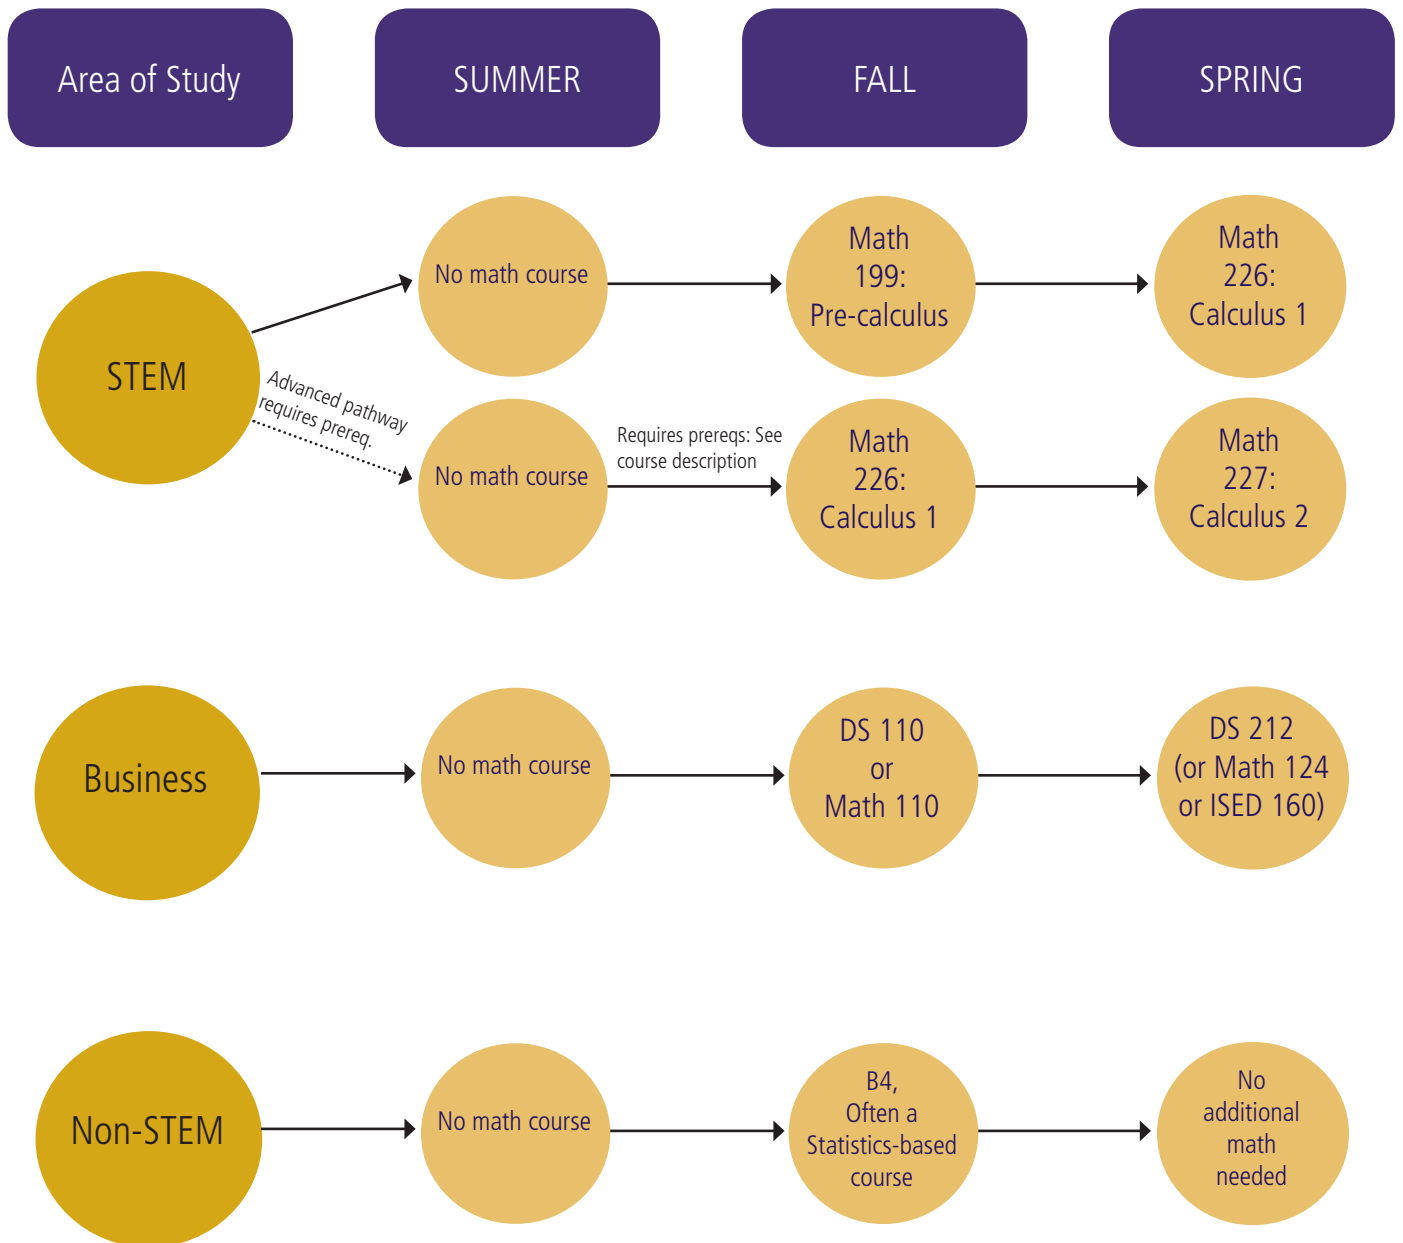 Area of Study
SUMMER
FALL
SPRING
STEM
Advanced pathway
requires prereq.
No math course
Math
199:
Pre-calculus
Math
226:
Calculus 1
No math course
Requires prereqs: See
course description
Math
226:
Calculus 1
Math
227:
Calculus 2
Business
No math course
DS 110
or
Math 110
DS 212
(or Math 124
or ISED 160)
Non-STEM
No math course
B4,
Often a
Statistics-based
course
No
additional
math
needed